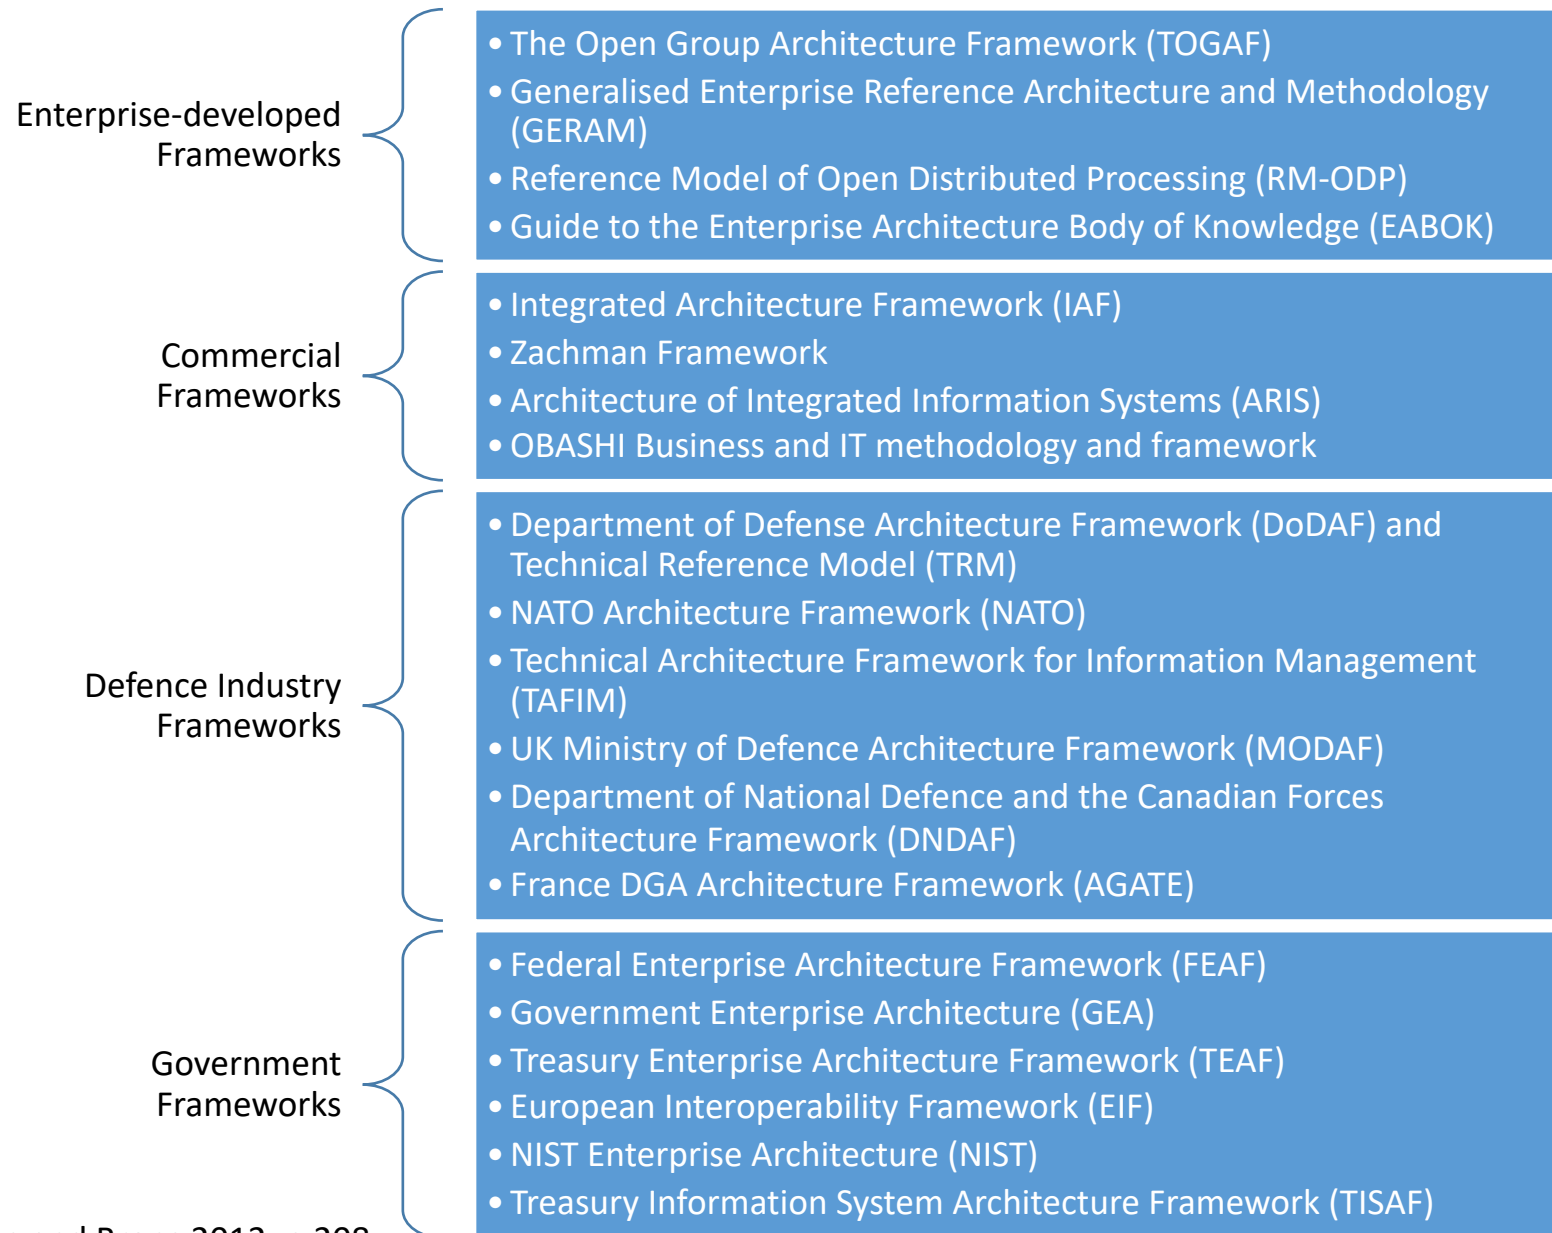 Enterprise-developed
Frameworks
• The Open Group Architecture Framework (TOGAF)
• Generalised Enterprise Reference Architecture and Methodology
(GERAM)
• Reference Model of Open Distributed Processing (RM-ODP)
• Guide to the Enterprise Architecture Body of Knowledge (EABOK)
Commercial
Frameworks
• Integrated Architecture Framework (IAF)
• Zachman Framework
• Architecture of Integrated Information Systems (ARIS)
• OBASHI Business and IT methodology and framework
Defence Industry
Frameworks
• Department of Defense Architecture Framework (DoDAF) and
Technical Reference Model (TRM)
• NATO Architecture Framework (NATO)
• Technical Architecture Framework for Information Management
(TAFIM)
• UK Ministry of Defence Architecture Framework (MODAF)
• Department of National Defence and the Canadian Forces
Architecture Framework (DNDAF)
• France DGA Architecture Framework (AGATE)
Government
Frameworks
• Federal Enterprise Architecture Framework (FEAF)
• Government Enterprise Architecture (GEA)
• Treasury Enterprise Architecture Framework (TEAF)
• European Interoperability Framework (EIF)
• NIST Enterprise Architecture (NIST)
• Treasury Information System Architecture Framework (TISAF)